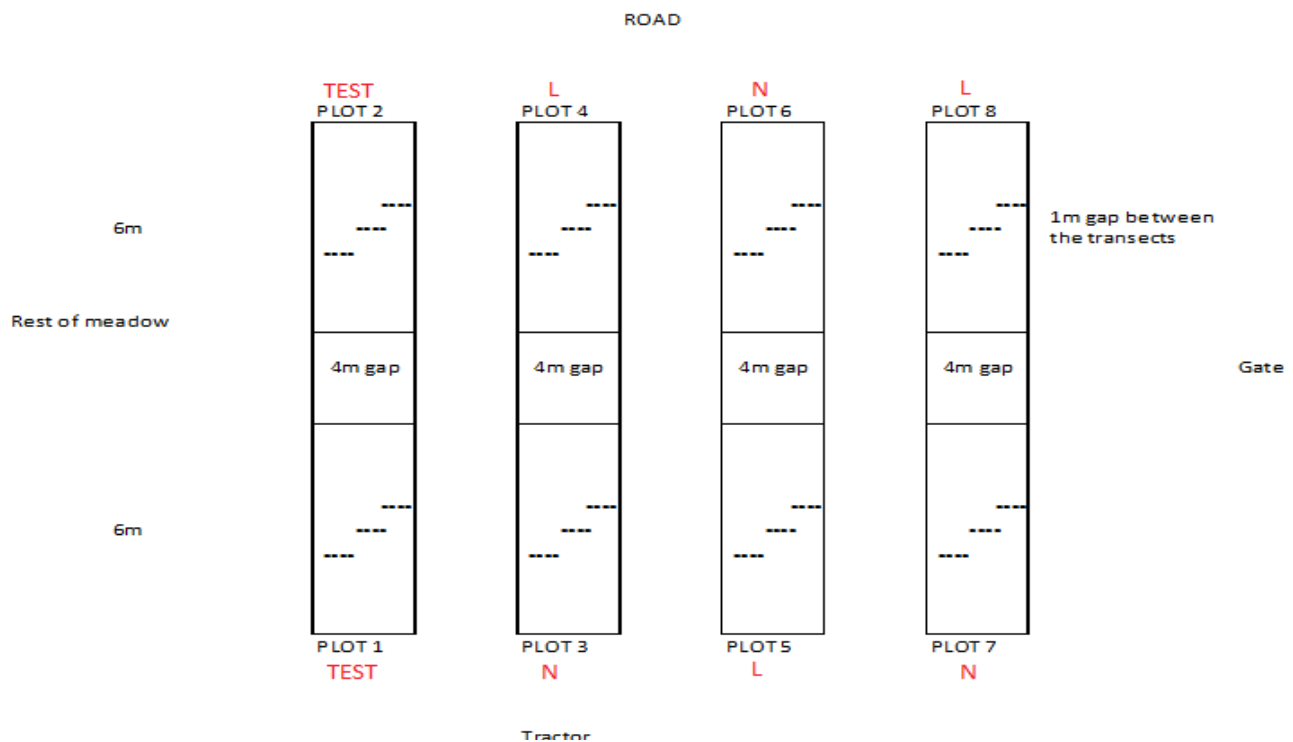 ROAD
TEST
L
N
L
PLOT 2
PLOT 4
PLOT 6
PLOT 8
6m
1m gap between
the transects
Rest of meadow
4m gap
4m gap
4m gap
4m gap
Gate
6m
PLOT 1
PLOT 3
PLOT 5
PLOT 7
TEST
N
L
N
Tractor